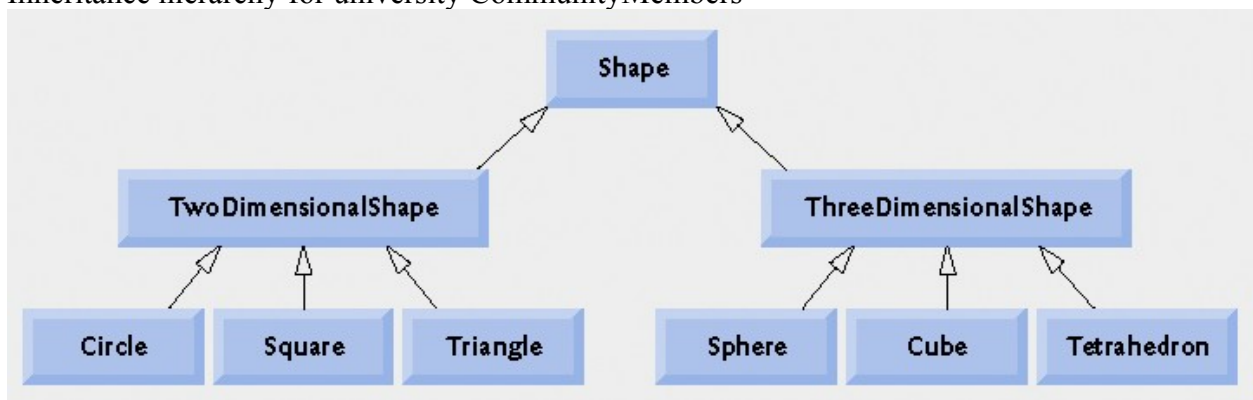 Inheritance hierarchy for university CommunityMembers
Shape
TwoDimensionalShape ThreeDimensionalShape
Circle Square Triangle Sphere Cube Tetrahedron